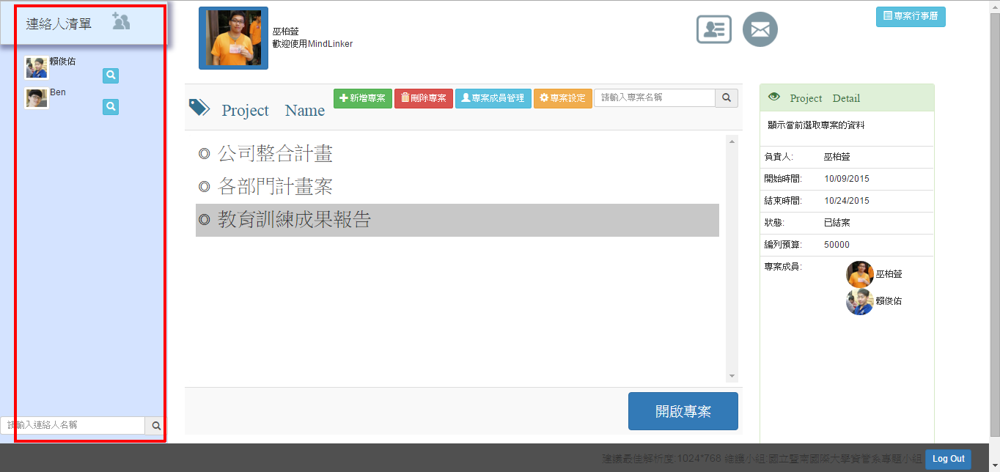 連絡人清單
賴俊佑
Ben
請輸入連絡人名稱
巫柏萱
歡迎使用MindLinker
專案行事曆
Project Name
新增專案 刪除專案 專案成員管理 專案設定 請輸入專案名稱
公司整合計畫
各部門計畫案
教育訓練成果報告
開啟專案
Project Detail
顯示當前選取專案的資料
負責人: 巫柏萱
開始時間: 10/09/2015
結束時間: 10/24/2015
狀態: 已結案
編列預算: 50000
專案成員: 巫柏萱
賴俊佑
建議最佳解析度:1024*768 維護小組:國立暨南國際大學資管系專題小組 Log Out